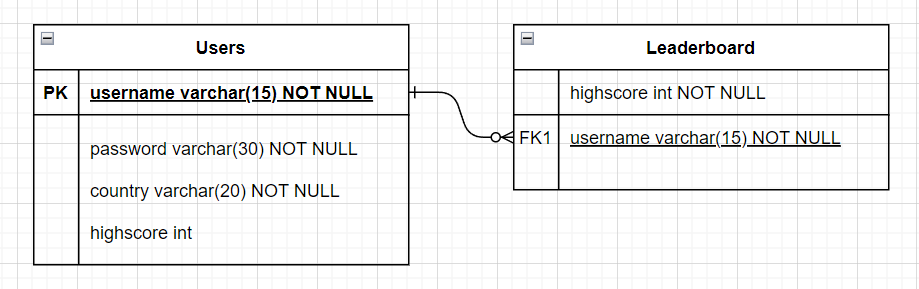 Users
PK username varchar(15) NOT NULL
password varchar(30) NOT NULL
country varchar(20) NOT NULL
highscore int
Leaderboard
highscore int NOT NULL
FK1 username varchar(15) NOT NULL